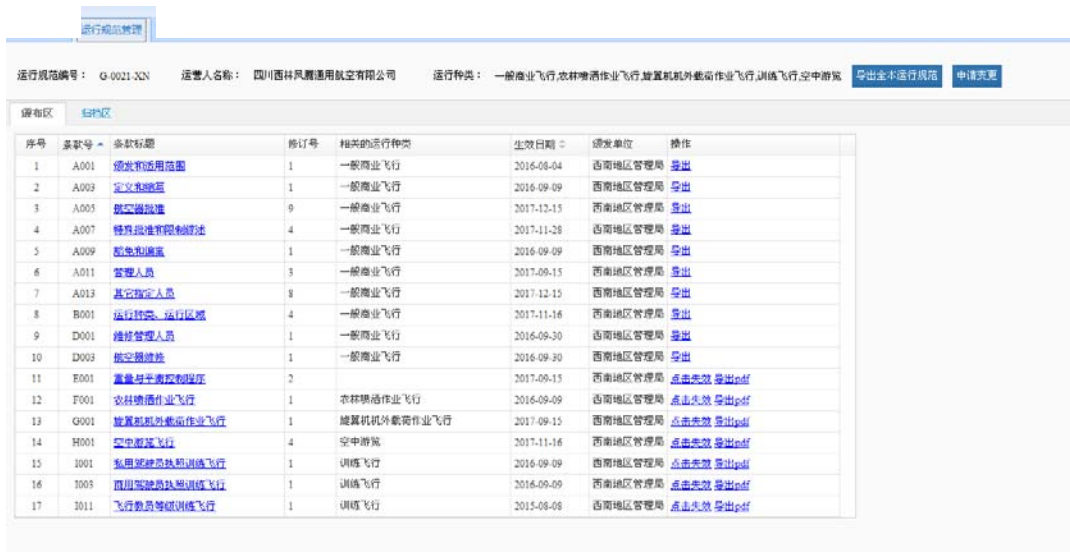 运行规范管理
运行规范编号： G-0021-XN 运营人名称： 四川西林凤腾通用航空有限公司 运行种类： 一般商业飞行,农林喷洒作业飞行,旋翼机机外载荷作业飞行,训练飞行,空中游览 导出全本运行规范 申请变更
颁布区 归档区
序号 条款号 条款标题 修订号 相关的运行种类 生效日期 颁发单位 操作
1 A001 颁发和适用范围 1 一般商业飞行 2016-08-04 西南地区管理局 导出
2 A003 定义和缩写 1 一般商业飞行 2016-09-09 西南地区管理局 导出
3 A005 航空器批准 9 一般商业飞行 2017-12-15 西南地区管理局 导出
4 A007 特殊批准和限制综述 4 一般商业飞行 2017-11-28 西南地区管理局 导出
5 A009 豁免和偏离 1 一般商业飞行 2016-09-09 西南地区管理局 导出
6 A011 管理人员 3 一般商业飞行 2017-09-15 西南地区管理局 导出
7 A013 其它指定人员 8 一般商业飞行 2017-12-15 西南地区管理局 导出
8 B001 运行种类、运行区域 4 一般商业飞行 2017-11-16 西南地区管理局 导出
9 D001 维修管理人员 1 一般商业飞行 2016-09-30 西南地区管理局 导出
10 D003 航空器维修 1 一般商业飞行 2016-09-30 西南地区管理局 导出
11 E001 重量与平衡控制程序 2 2017-09-15 西南地区管理局 点击失效 导出pdf
12 F001 农林喷洒作业飞行 1 农林喷洒作业飞行 2016-09-09 西南地区管理局 点击失效 导出pdf
13 G001 旋翼机机外载荷作业飞行 1 旋翼机机外载荷作业飞行 2017-09-15 西南地区管理局 点击失效 导出pdf
14 H001 空中游览飞行 4 空中游览 2017-11-16 西南地区管理局 点击失效 导出pdf
15 I001 私用驾驶员执照训练飞行 1 训练飞行 2016-09-09 西南地区管理局 点击失效 导出pdf
16 I003 商用驾驶员执照训练飞行 1 训练飞行 2016-09-09 西南地区管理局 点击失效 导出pdf
17 I011 飞行教员等级训练飞行 1 训练飞行 2015-08-08 西南地区管理局 点击失效 导出pdf